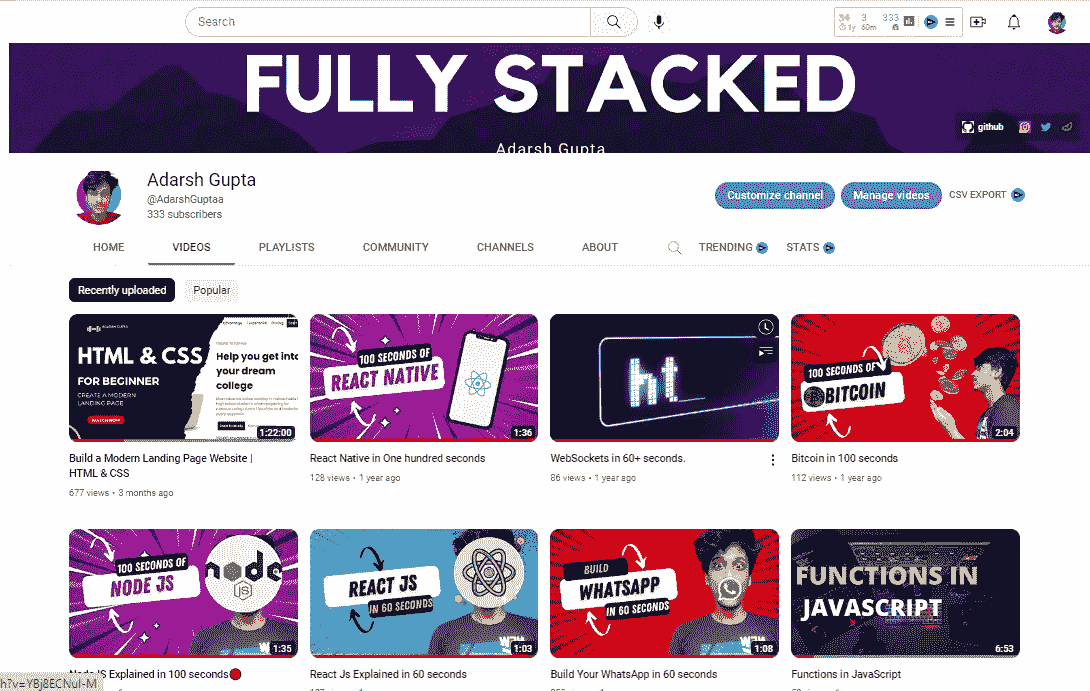 Search
34 3 333
1y 60m
FULLY STACKED
Adarsh Gupta
github
Adarsh Gupta
@AdarshGuptaa
333 subscribers
Customize channel Manage videos CSV EXPORT
HOME VIDEOS PLAYLISTS COMMUNITY CHANNELS ABOUT TRENDING STATS
Recently uploaded Popular
HTML & CSS
FOR BEGINNER
CREATE A MODERN
LANDING PAGE
Help you get into
your dream
college
1:22:00
100 SECONDS OF
REACT NATIVE
1:36
ht
100 SECONDS OF
BITCOIN
2:04
Build a Modern Landing Page Website |
HTML & CSS
677 views • 3 months ago
React Native in One hundred seconds
128 views • 1 year ago
WebSockets in 60+ seconds.
86 views • 1 year ago
Bitcoin in 100 seconds
112 views • 1 year ago
100 SECONDS OF
NODE JS
node
JS
1:35
REACT JS
IN 60 SECONDS
1:03
BUILD
WHATSAPP
IN 60 SECONDS
1:08
FUNCTIONS IN
JAVASCRIPT
6:53
Node JS Explained in 100 seconds
React Js Explained in 60 seconds
Build Your WhatsApp in 60 seconds
Functions in JavaScript
h?v=YBj8ECNuI-M